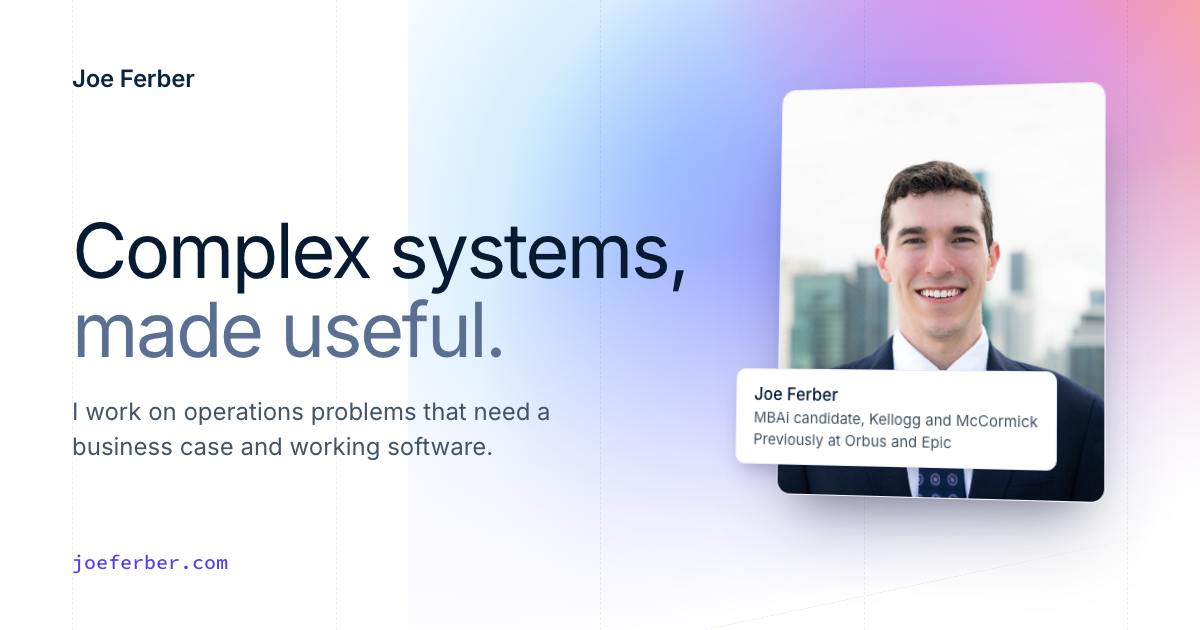 Joe Ferber
Complex systems,
made useful.
I work on operations problems that need a
business case and working software.
Joe Ferber
MBAi candidate, Kellogg and McCormick
Previously at Orbus and Epic
joeferber.com